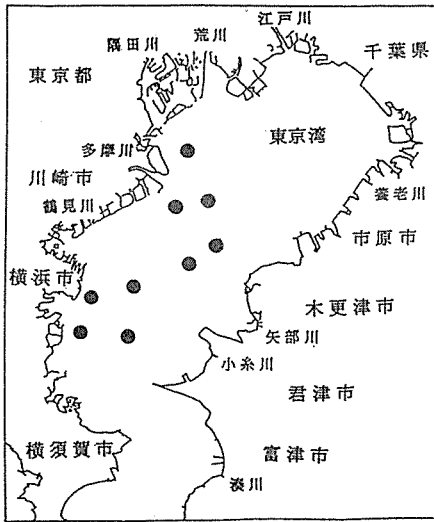 江戸川
荒川
隅田川
千葉県
東京都
東京湾
多摩川
川崎市
養老川
鶴見川
市原市
横浜市
木更津市
矢部川
小糸川
君津市
横須賀市
富津市
湊川